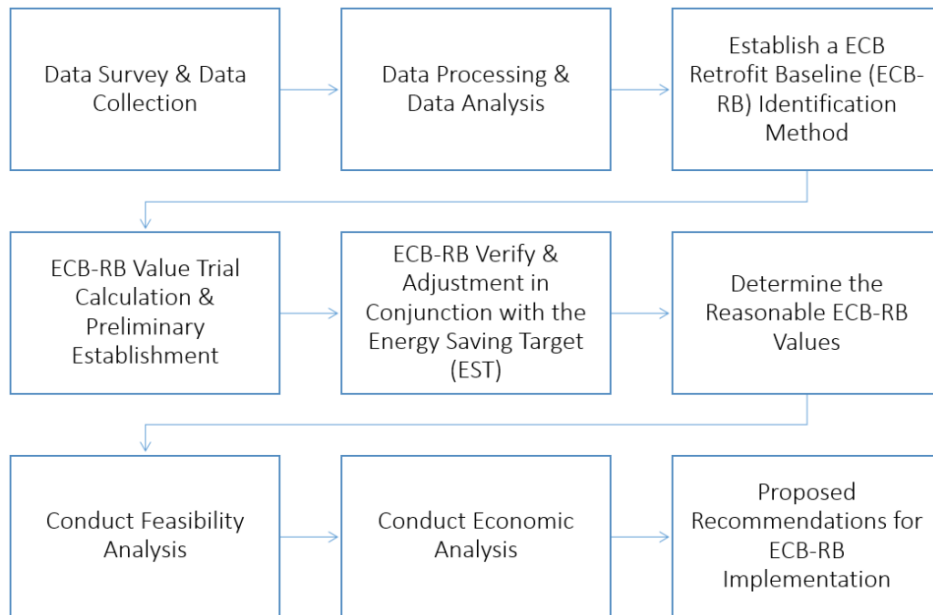 Data Survey & Data
Collection
Data Processing &
Data Analysis
Establish a ECB
Retrofit Baseline (ECB-
RB) Identification
Method
ECB-RB Value Trial
Calculation &
Preliminary
Establishment
ECB-RB Verify &
Adjustment in
Conjunction with the
Energy Saving Target
(EST)
Determine the
Reasonable ECB-RB
Values
Conduct Feasibility
Analysis
Conduct Economic
Analysis
Proposed
Recommendations for
ECB-RB
Implementation